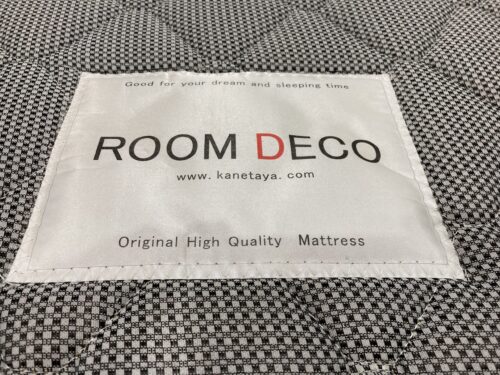 Good for your dream and sleeping time
ROOM DECO
www.kanetaya.com
Original High Quality Mattress